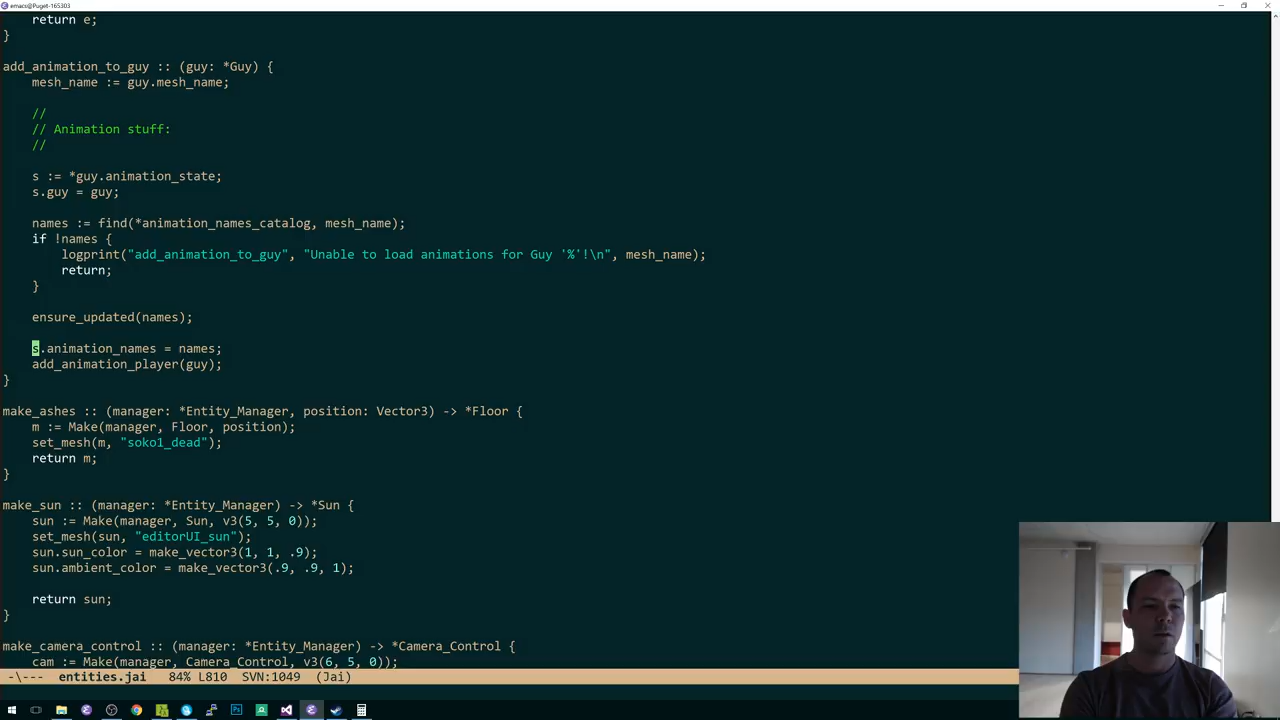 emacs@Puget-165303
return e;
}
add_animation_to_guy :: (guy: *Guy) {
mesh_name := guy.mesh_name;
//
// Animation stuff:
//
s := *guy.animation_state;
s.guy = guy;
names := find(*animation_names_catalog, mesh_name);
if !names {
logprint("add_animation_to_guy", "Unable to load animations for Guy '%'!\n", mesh_name);
return;
}
ensure_updated(names);
s.animation_names = names;
add_animation_player(guy);
}
make_ashes :: (manager: *Entity_Manager, position: Vector3) -> *Floor {
m := Make(manager, Floor, position);
set_mesh(m, "soko1_dead");
return m;
}
make_sun :: (manager: *Entity_Manager) -> *Sun {
sun := Make(manager, Sun, v3(5, 5, 0));
set_mesh(sun, "editorUI_sun");
sun.sun_color = make_vector3(1, 1, .9);
sun.ambient_color = make_vector3(.9, .9, 1);
return sun;
}
make_camera_control :: (manager: *Entity_Manager) -> *Camera_Control {
cam := Make(manager, Camera_Control, v3(6, 5, 0));
-\--- entities.jai 84% L810 SVN:1049 (Jai)